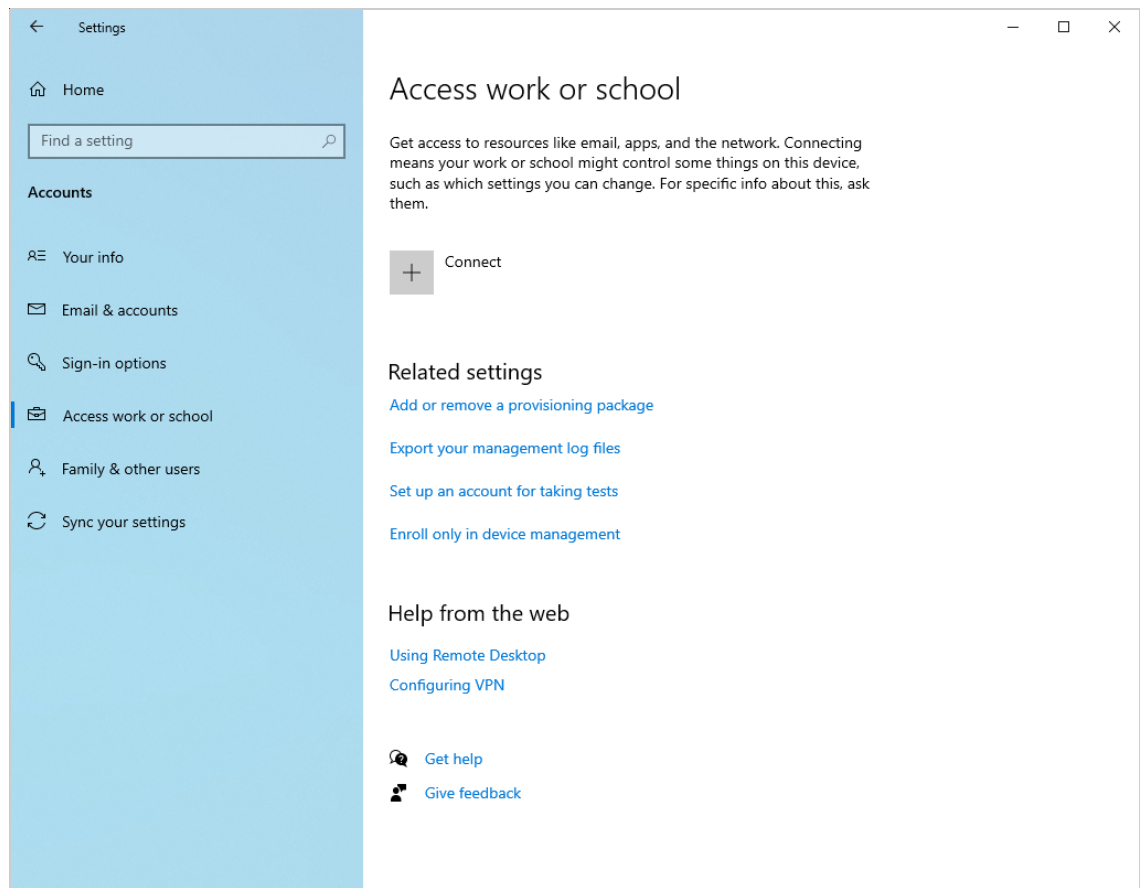 Settings
Home
Find a setting
Accounts
Your info
Email & accounts
Sign-in options
Access work or school
Family & other users
Sync your settings
Access work or school
Get access to resources like email, apps, and the network. Connecting
means your work or school might control some things on this device,
such as which settings you can change. For specific info about this, ask
them.
Connect
Related settings
Add or remove a provisioning package
Export your management log files
Set up an account for taking tests
Enroll only in device management
Help from the web
Using Remote Desktop
Configuring VPN
Get help
Give feedback